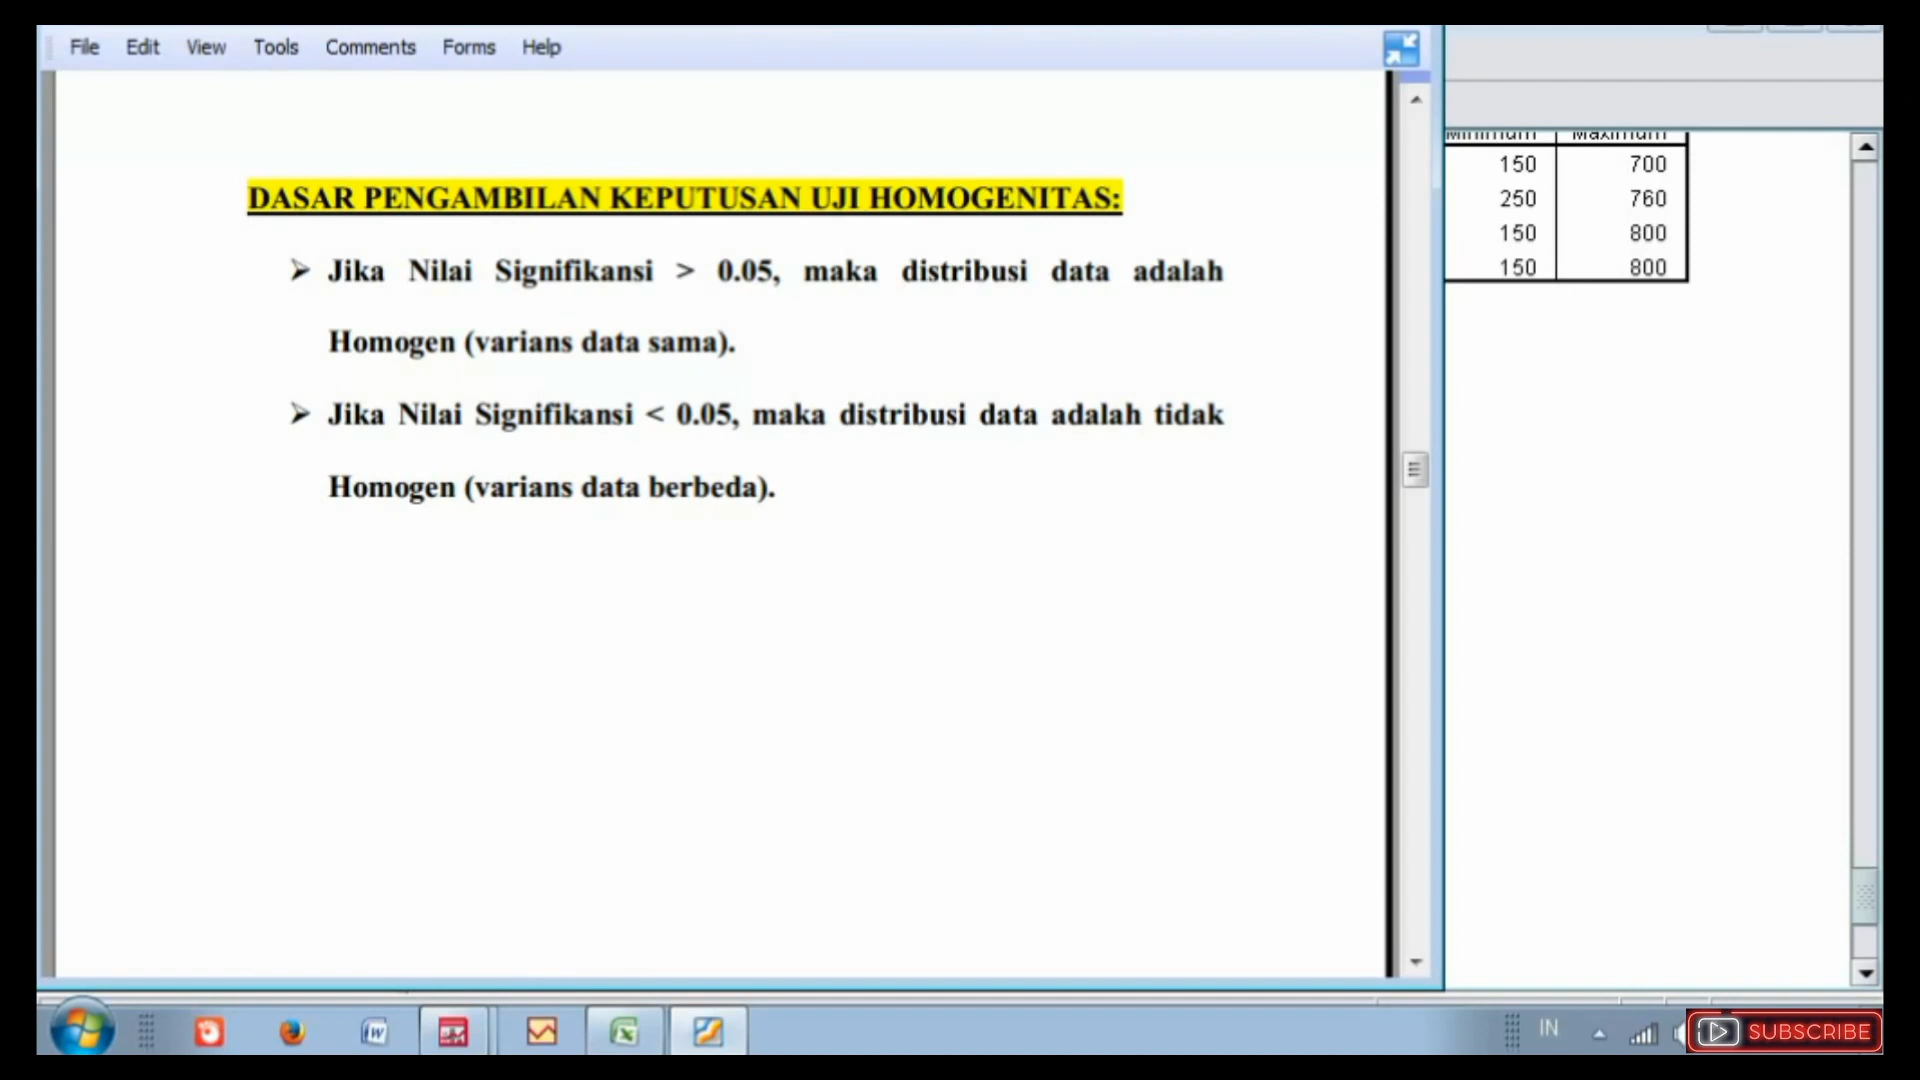 File Edit View Tools Comments Forms Help
Minimum Maximum
150 700
250 760
150 800
150 800
DASAR PENGAMBILAN KEPUTUSAN UJI HOMOGENITAS:
➢ Jika Nilai Signifikansi > 0.05, maka distribusi data adalah
Homogen (varians data sama).
➢ Jika Nilai Signifikansi < 0.05, maka distribusi data adalah tidak
Homogen (varians data berbeda).
IN
SUBSCRIBE